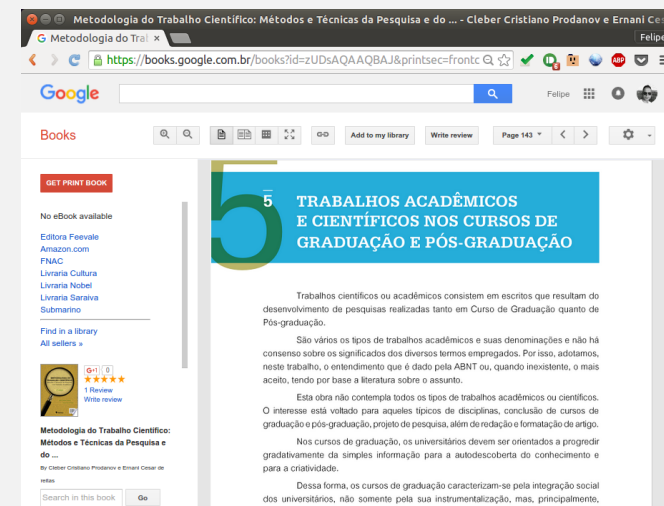 Metodologia do Trabalho Científico: Métodos e Técnicas da Pesquisa e do ... - Cleber Cristiano Prodanov e Ernani Ces
Metodologia do Tral ×
Felipe
https://books.google.com.br/books?id=zUDsAQAAQBAJ&printsec=frontc
ABP
Google
Felipe
Books
Add to my library
Write review
Page 143
GET PRINT BOOK
No eBook available
Editora Feevale
Amazon.com
FNAC
Livraria Cultura
Livraria Nobel
Livraria Saraiva
Submarino
Find in a library
All sellers »
G+1 0
1 Review
Write review
Metodologia do Trabalho Científico:
Métodos e Técnicas da Pesquisa e
do ...
By Cleber Cristiano Prodanov e Ernani Cesar de
reitas
Search in this book Go
5
5 TRABALHOS ACADÊMICOS
E CIENTÍFICOS NOS CURSOS DE
GRADUAÇÃO E PÓS-GRADUAÇÃO
Trabalhos científicos ou acadêmicos consistem em escritos que resultam do
desenvolvimento de pesquisas realizadas tanto em Curso de Graduação quanto de
Pós-graduação.
São vários os tipos de trabalhos acadêmicos e suas denominações e não há
consenso sobre os significados dos diversos termos empregados. Por isso, adotamos,
neste trabalho, o entendimento que é dado pela ABNT ou, quando inexistente, o mais
aceito, tendo por base a literatura sobre o assunto.
Esta obra não contempla todos os tipos de trabalhos acadêmicos ou científicos.
O interesse está voltado para aqueles típicos de disciplinas, conclusão de cursos de
graduação e pós-graduação, projeto de pesquisa, além de redação e formatação de artigo.
Nos cursos de graduação, os universitários devem ser orientados a progredir
gradativamente da simples informação para a autodescoberta do conhecimento e
para a criatividade.
Dessa forma, os cursos de graduação caracterizam-se pela integração social
dos universitários, não somente pela sua instrumentalização, mas, principalmente,